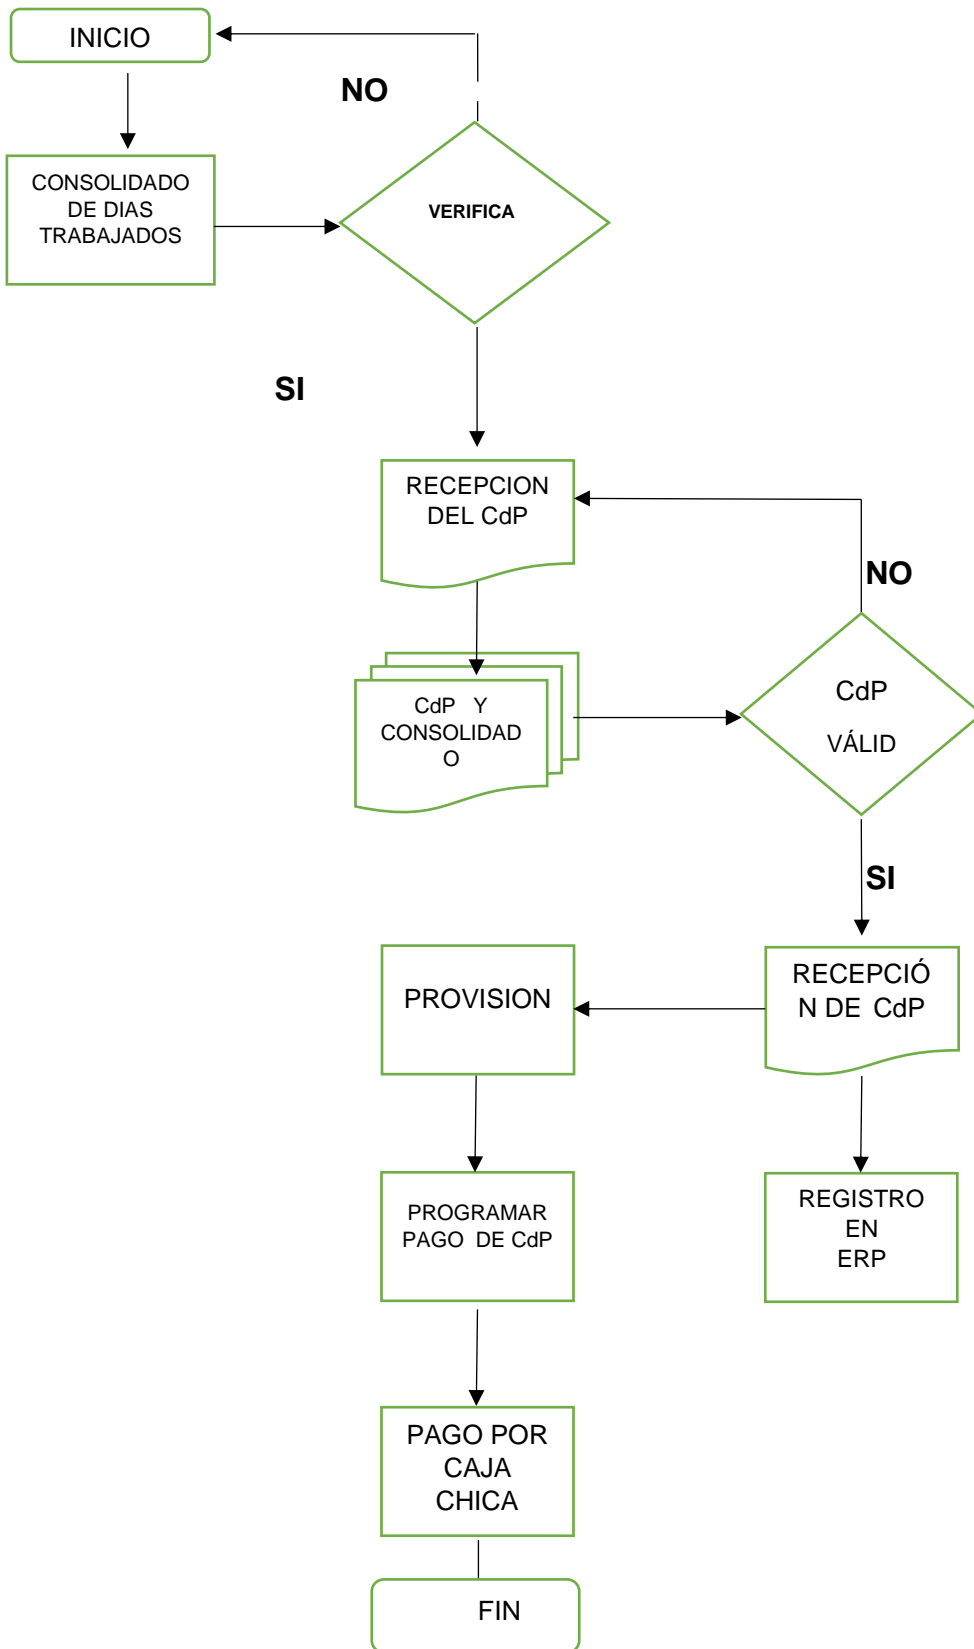 INICIO
NO
CONSOLIDADO
DE DIAS
TRABAJADOS
VERIFICA
SI
RECEPCION
DEL CdP
NO
CdP Y
CONSOLIDAD
O
CdP
VÁLID
SI
PROVISION
RECEPCIÓ
N DE CdP
PROGRAMAR
PAGO DE CdP
REGISTRO
EN
ERP
PAGO POR
CAJA
CHICA
FIN